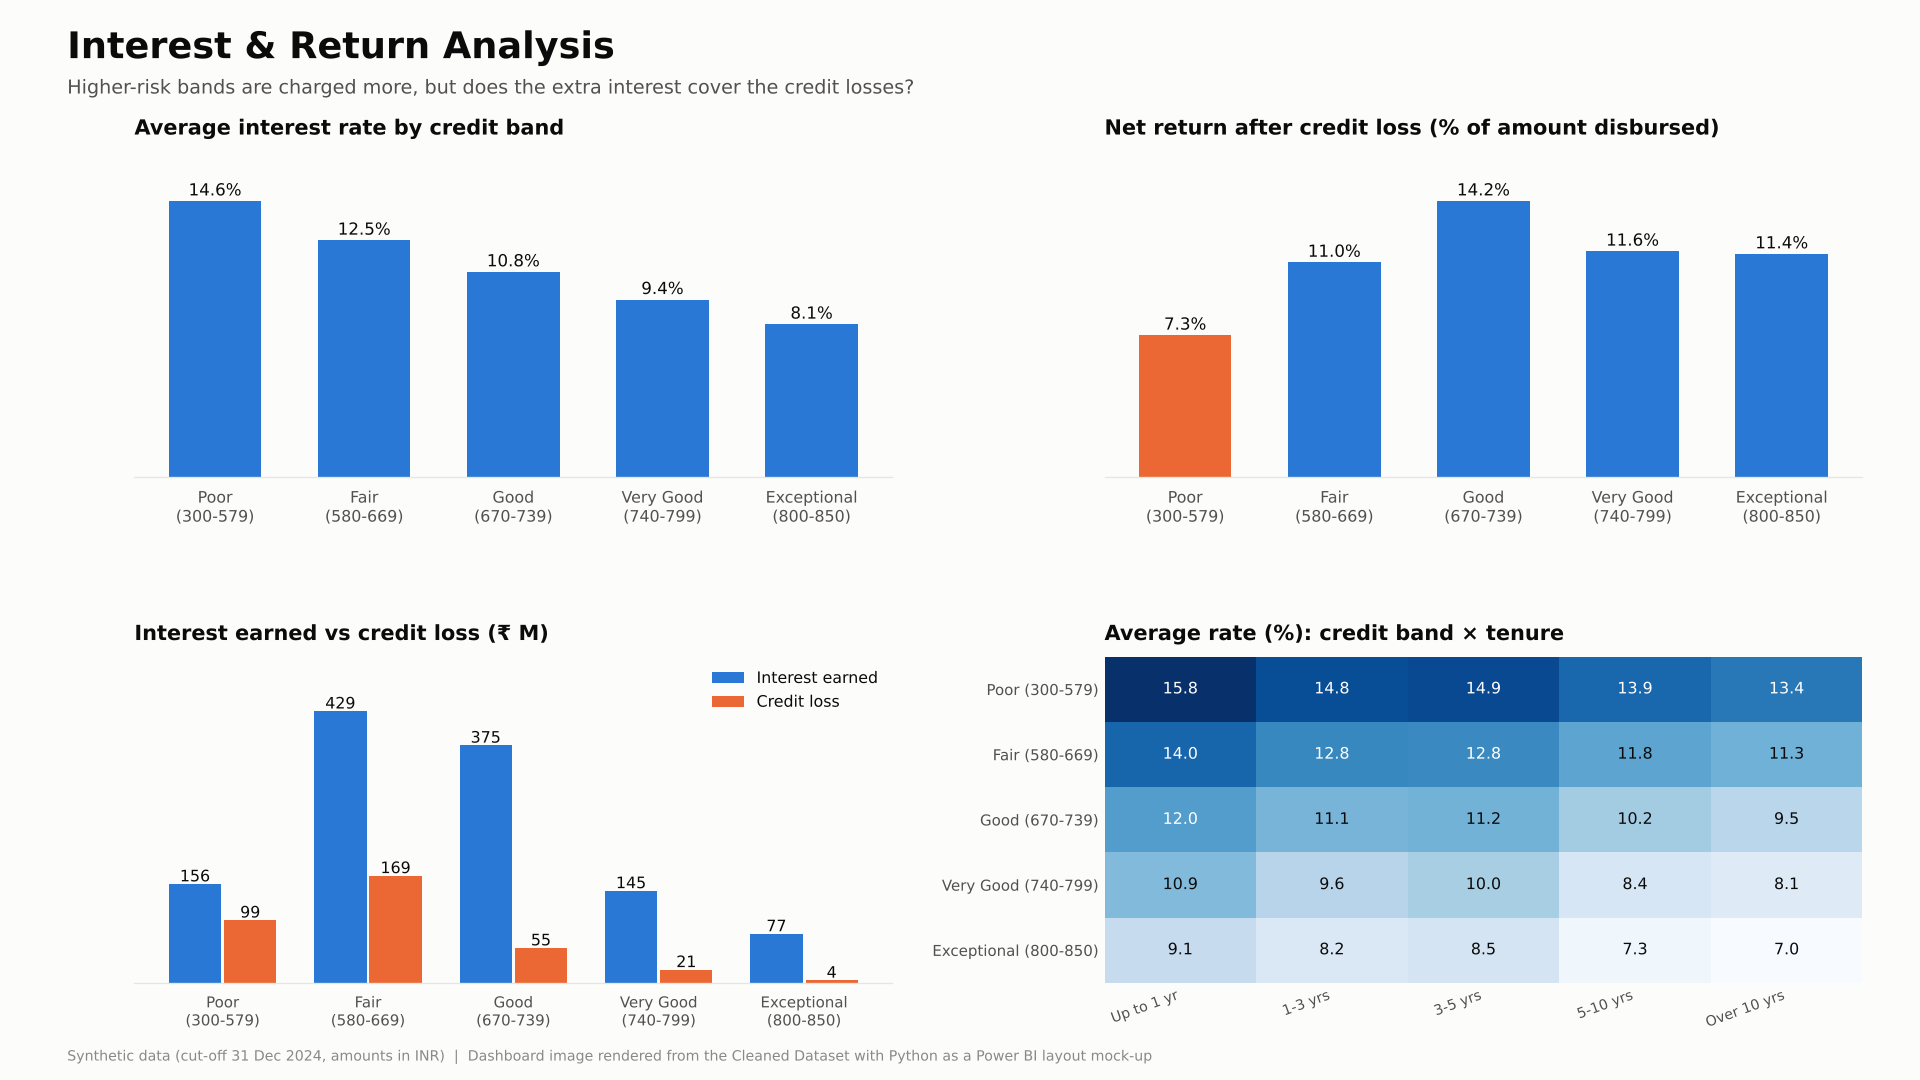 Interest & Return Analysis
Higher-risk bands are charged more, but does the extra interest cover the credit losses?
Average interest rate by credit band
14.6%
12.5%
10.8%
9.4%
8.1%
Poor
(300-579)
Fair
(580-669)
Good
(670-739)
Very Good
(740-799)
Exceptional
(800-850)
Net return after credit loss (% of amount disbursed)
7.3%
11.0%
14.2%
11.6%
11.4%
Poor
(300-579)
Fair
(580-669)
Good
(670-739)
Very Good
(740-799)
Exceptional
(800-850)
Interest earned vs credit loss (₹ M)
Interest earned
Credit loss
156
99
429
169
375
55
145
21
77
4
Poor
(300-579)
Fair
(580-669)
Good
(670-739)
Very Good
(740-799)
Exceptional
(800-850)
Average rate (%): credit band × tenure
Poor (300-579) 15.8 14.8 14.9 13.9 13.4
Fair (580-669) 14.0 12.8 12.8 11.8 11.3
Good (670-739) 12.0 11.1 11.2 10.2 9.5
Very Good (740-799) 10.9 9.6 10.0 8.4 8.1
Exceptional (800-850) 9.1 8.2 8.5 7.3 7.0
Up to 1 yr 1-3 yrs 3-5 yrs 5-10 yrs Over 10 yrs
Synthetic data (cut-off 31 Dec 2024, amounts in INR) | Dashboard image rendered from the Cleaned Dataset with Python as a Power BI layout mock-up